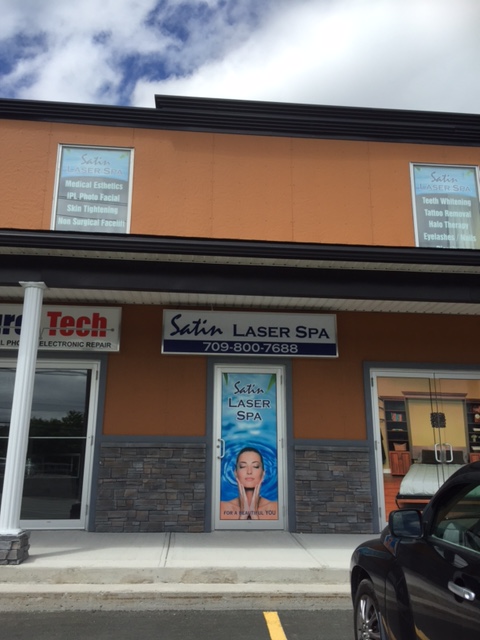 Satin
LASER SPA
Medical Esthetics
IPL Photo Facial
Skin Tightening
Non Surgical Facelift
Satin
LASER SPA
Teeth Whitening
Tattoo Removal
Halo Therapy
Eyelashes
Tech
ELECTRONIC REPAIR
Satin LASER SPA
709-800-7688
Satin
LASER
SPA
FOR A BEAUTIFUL YOU